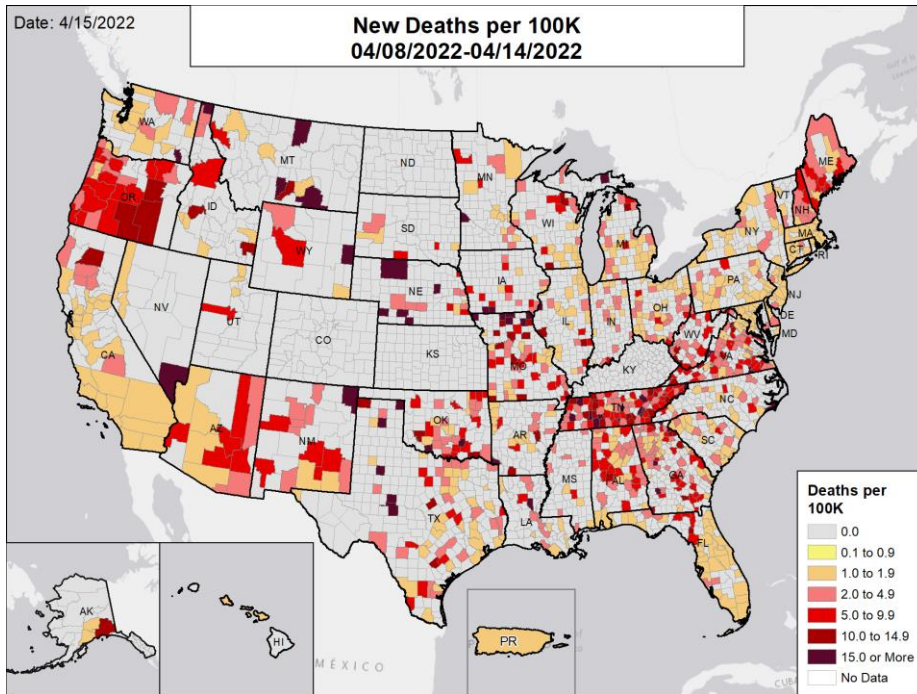 Date: 4/15/2022
New Deaths per 100K
04/08/2022-04/14/2022
WA
MT
ND
MN
ME
OR
ID
WY
SD
WI
MI
NY
VT
NH
MA
CT
RI
NV
UT
CO
NE
IA
IL
IN
OH
PA
NJ
DE
MD
CA
KS
MO
KY
WV
VA
AZ
NM
OK
AR
TN
NC
SC
TX
LA
MS
AL
GA
FL
AK
HI
PR
MÉXICO
Deaths per
100K
0.0
0.1 to 0.9
1.0 to 1.9
2.0 to 4.9
5.0 to 9.9
10.0 to 14.9
15.0 or More
No Data